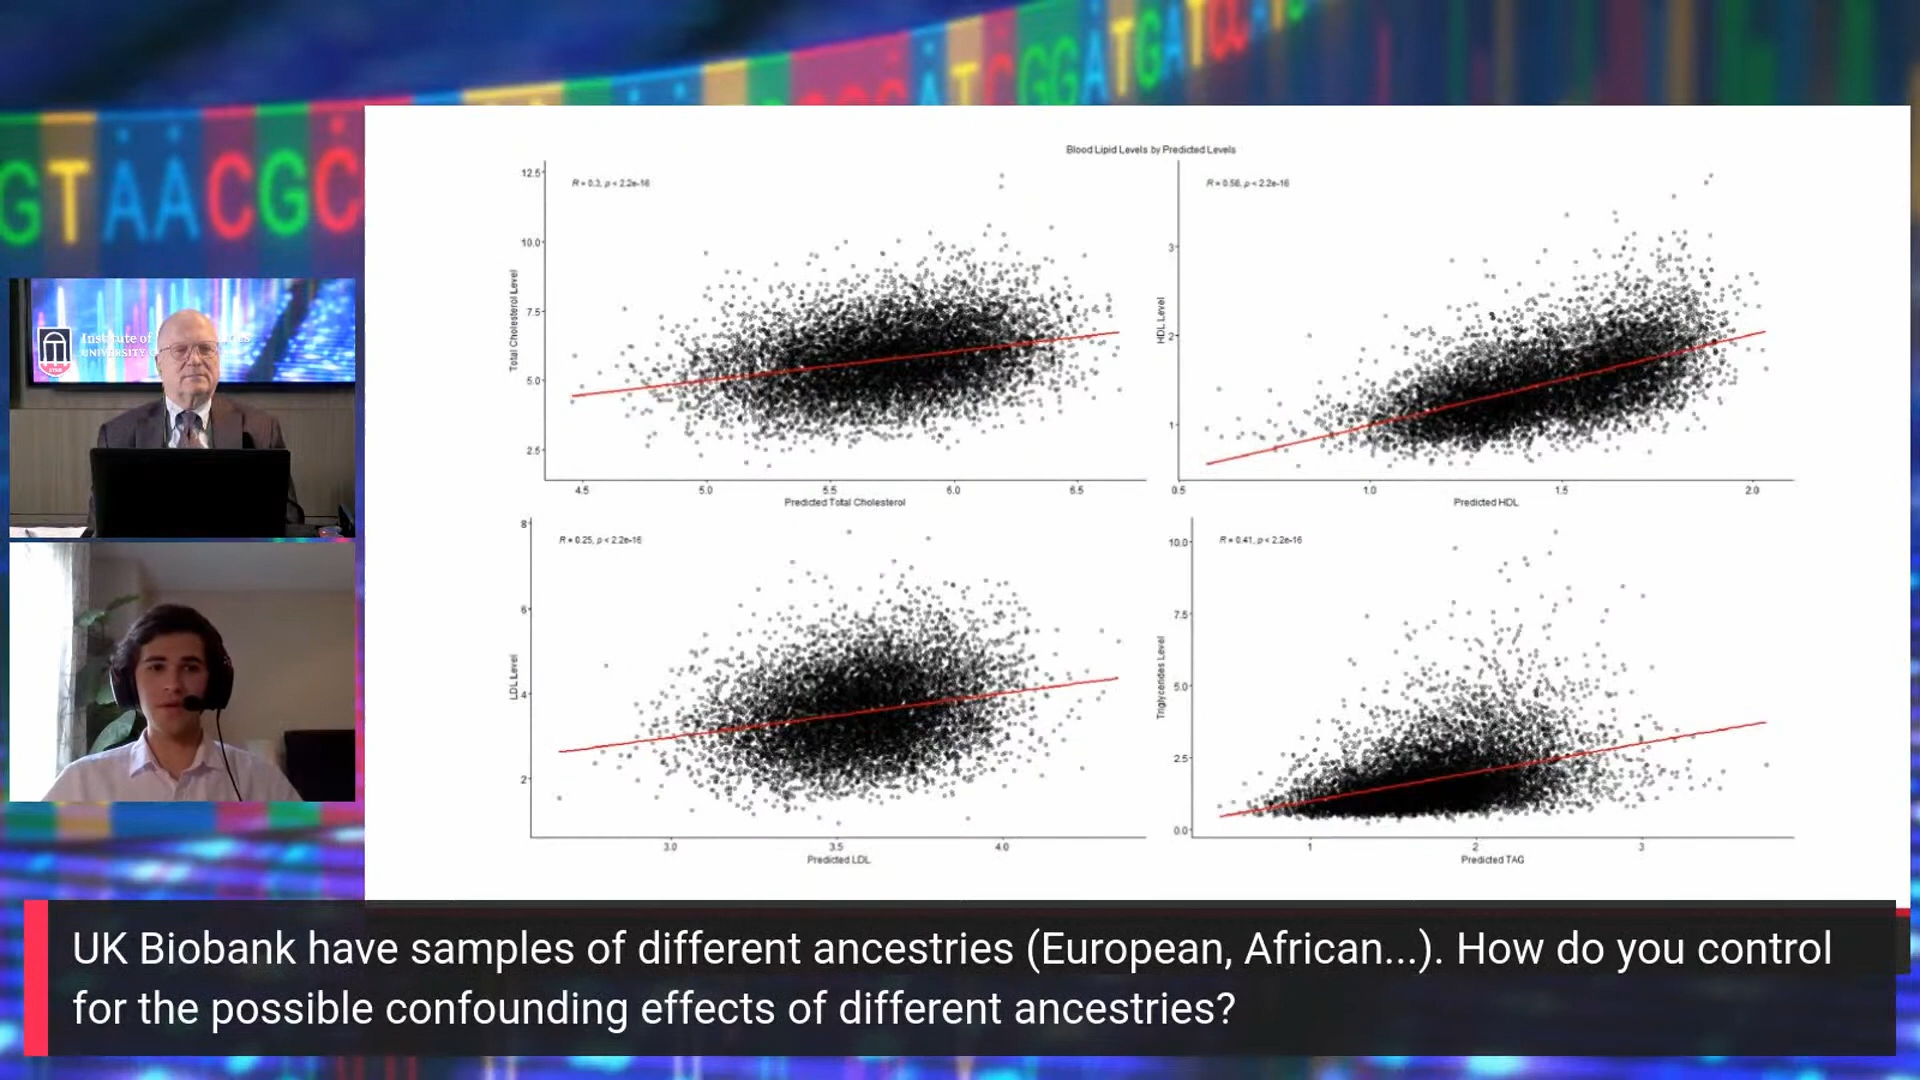 GTAACGC
ATCGGATGAT
Institute of
UNIVERSITY O
Blood Lipid Levels by Predicted Levels
R = 0.3, p < 2.2e-16
12.5
10.0
7.5
5.0
2.5
Total Cholesterol Level
4.5 5.0 5.5 6.0 6.5
Predicted Total Cholesterol
R = 0.56, p < 2.2e-16
3
2
1
HDL Level
0.5 1.0 1.5 2.0
Predicted HDL
R = 0.25, p < 2.2e-16
8
6
4
2
LDL Level
3.0 3.5 4.0
Predicted LDL
R = 0.41, p < 2.2e-16
10.0
7.5
5.0
2.5
0.0
Triglycerides Level
1 2 3
Predicted TAG
UK Biobank have samples of different ancestries (European, African...). How do you control
for the possible confounding effects of different ancestries?